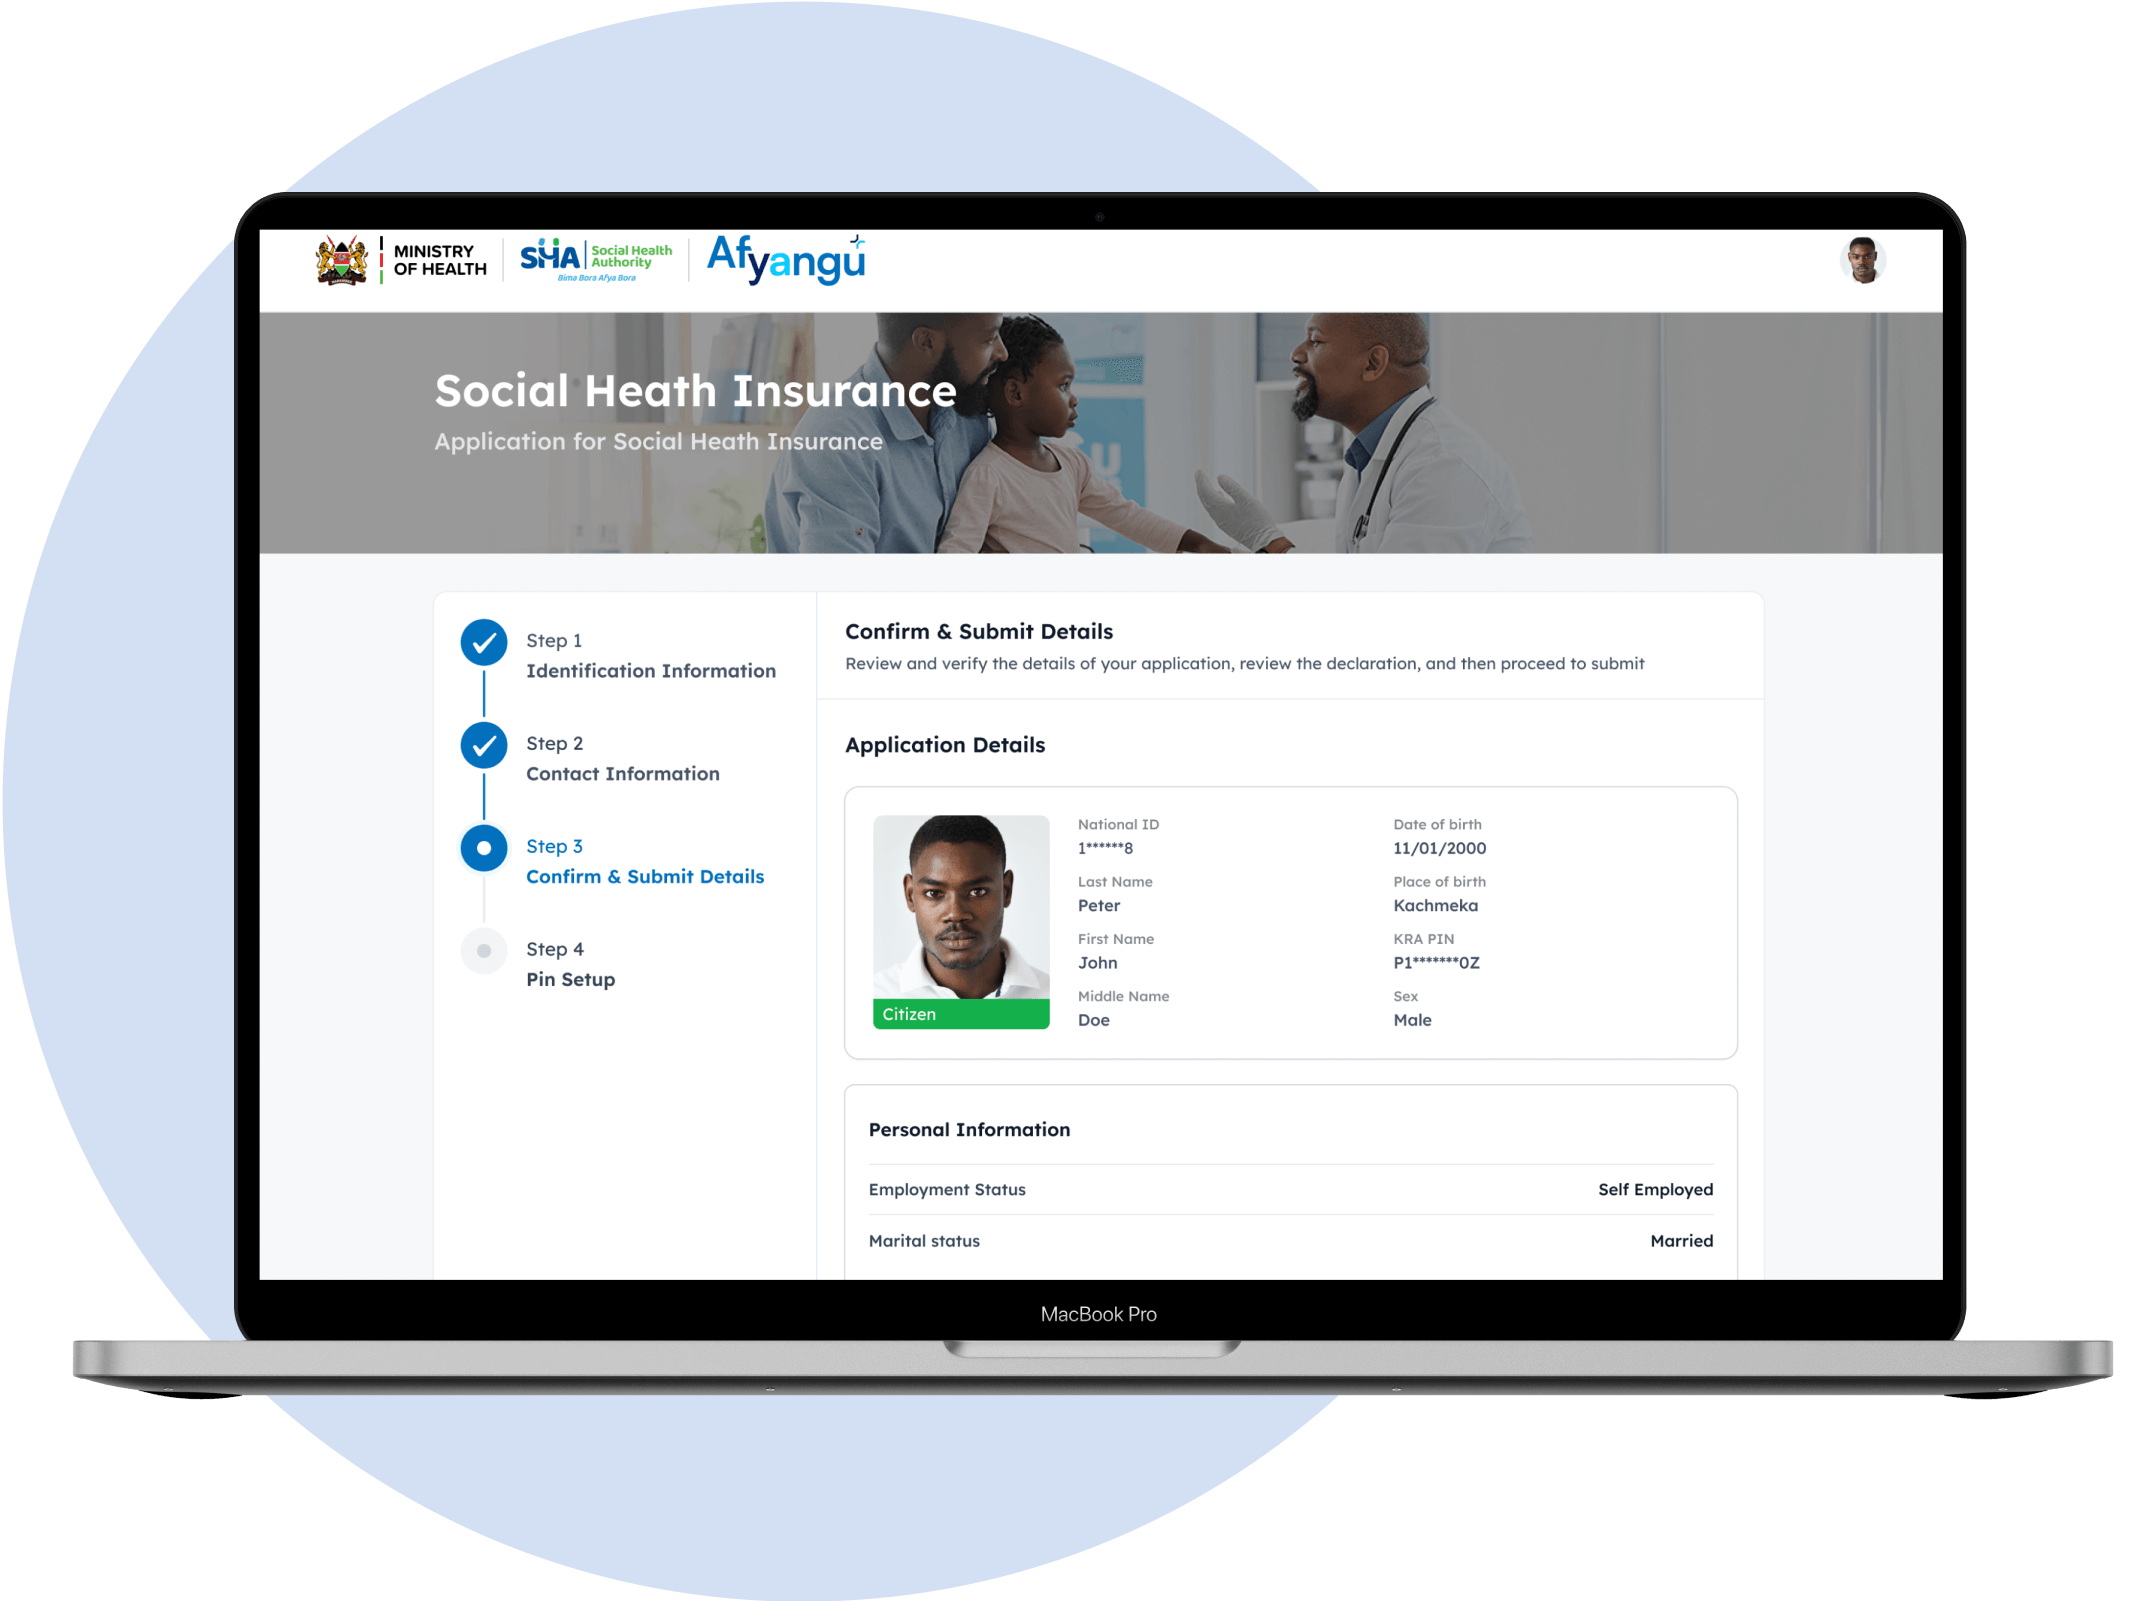 MINISTRY
OF HEALTH
SHA
Social Health
Authority
Bima Bora Afya Bora
Afyangu
Social Heath Insurance
Application for Social Heath Insurance
Step 1
Identification Information
Step 2
Contact Information
Step 3
Confirm & Submit Details
Step 4
Pin Setup
Confirm & Submit Details
Review and verify the details of your application, review the declaration, and then proceed to submit
Application Details
Citizen
National ID
1******8
Last Name
Peter
First Name
John
Middle Name
Doe
Date of birth
11/01/2000
Place of birth
Kachmeka
KRA PIN
P1*******0Z
Sex
Male
Personal Information
Employment Status Self Employed
Marital status Married
MacBook Pro